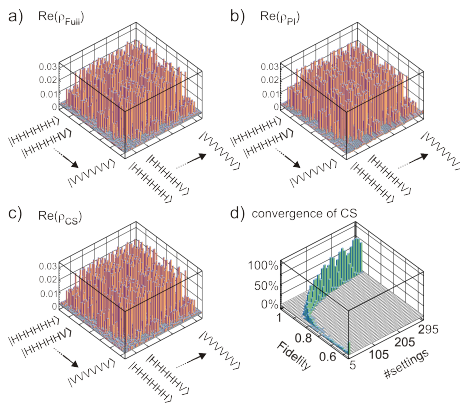 a) Re(ρFull)
0.03
0.02
0.01
0
|HHHHHH⟩
|HHHHHV⟩
|VVVVVV⟩
|HHHHHH⟩
|HHHHHV⟩
|VVVVVV⟩
b) Re(ρPI)
0.03
0.02
0.01
0
|HHHHHH⟩
|HHHHHV⟩
|VVVVVV⟩
|HHHHHH⟩
|HHHHHV⟩
|VVVVVV⟩
c) Re(ρCS)
0.03
0.02
0.01
0
|HHHHHH⟩
|HHHHHV⟩
|VVVVVV⟩
|HHHHHH⟩
|HHHHHV⟩
|VVVVVV⟩
d) convergence of CS
100%
50%
0%
1
0.8
0.6
Fidelity
5
105
205
295
#settings